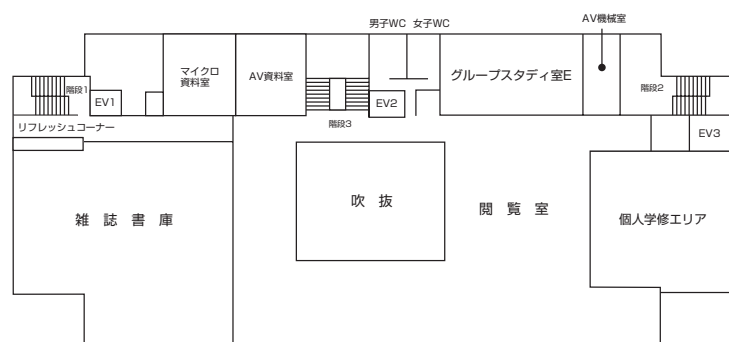 男子WC 女子WC
AV機械室
マイクロ
資料室
AV資料室
グループスタディ室E
階段1
EV1
EV2
階段2
リフレッシュコーナー
階段3
EV3
雑誌書庫
吹抜
閲覧室
個人学修エリア